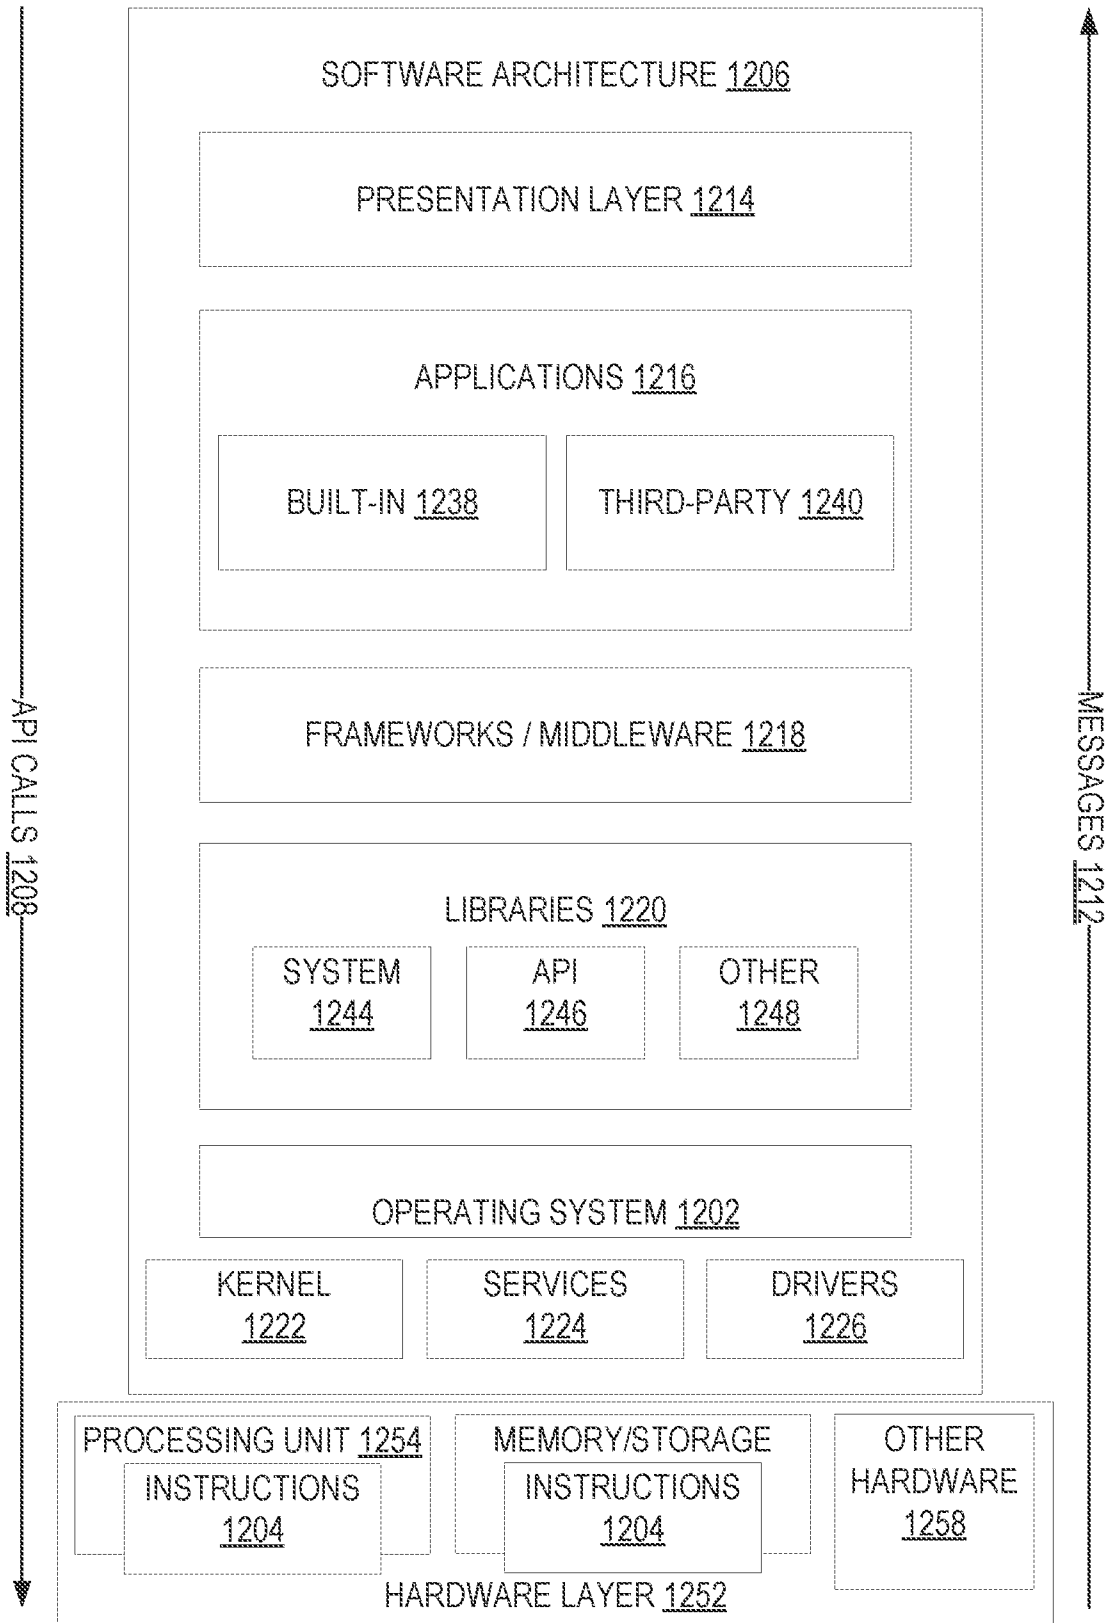 SOFTWARE ARCHITECTURE 1206
PRESENTATION LAYER 1214
APPLICATIONS 1216
BUILT-IN 1238
THIRD-PARTY 1240
FRAMEWORKS / MIDDLEWARE 1218
API CALLS 1208
MESSAGES 1212
LIBRARIES 1220
SYSTEM
1244
API
1246
OTHER
1248
OPERATING SYSTEM 1202
KERNEL
1222
SERVICES
1224
DRIVERS
1226
PROCESSING UNIT 1254
INSTRUCTIONS
1204
MEMORY/STORAGE
INSTRUCTIONS
1204
OTHER
HARDWARE
1258
HARDWARE LAYER 1252